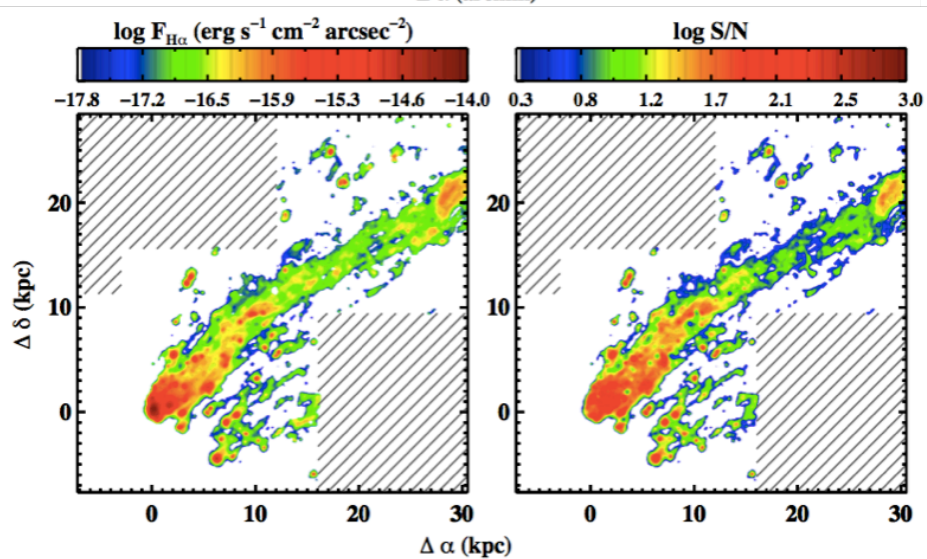 log F_Hα (erg s⁻¹ cm⁻² arcsec⁻²)
log S/N
−17.8 −17.2 −16.5 −15.9 −15.3 −14.6 −14.0
0.3 0.8 1.2 1.7 2.1 2.5 3.0
Δ δ (kpc)
20
10
0
0 10 20 30
0 10 20 30
Δ α (kpc)